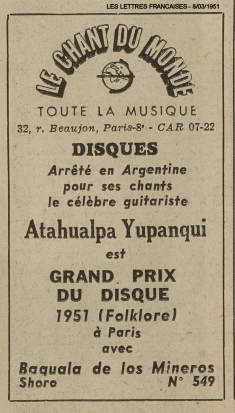 LES LETTRES FRANCAISES - 8/03/1951
LE CHANT DU MONDE
TOUTE LA MUSIQUE
32, r. Beaujon, Paris-8ᵉ - CAR 07-22
DISQUES
Arrêté en Argentine
pour ses chants
le célèbre guitariste
Atahualpa Yupanqui
est
GRAND PRIX
DU DISQUE
1951 (Folklore)
à Paris
avec
Baquala de los Mineros
Shoro N° 549